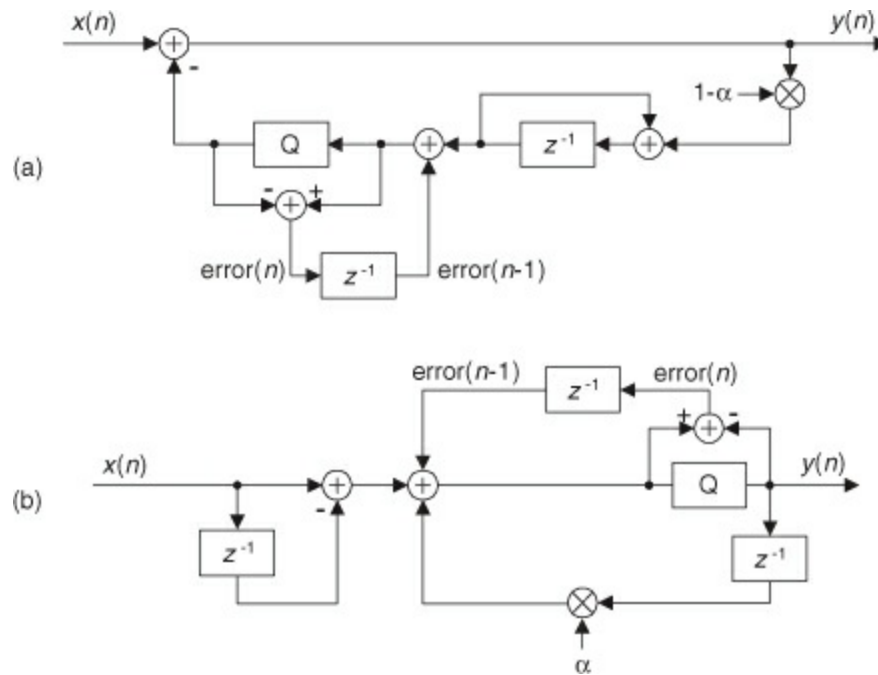 x(n)
y(n)
1-α
-
Q
z⁻¹
(a)
- +
error(n)
z⁻¹
error(n-1)
error(n-1)
z⁻¹
error(n)
+ -
x(n)
Q
y(n)
(b)
-
z⁻¹
z⁻¹
α